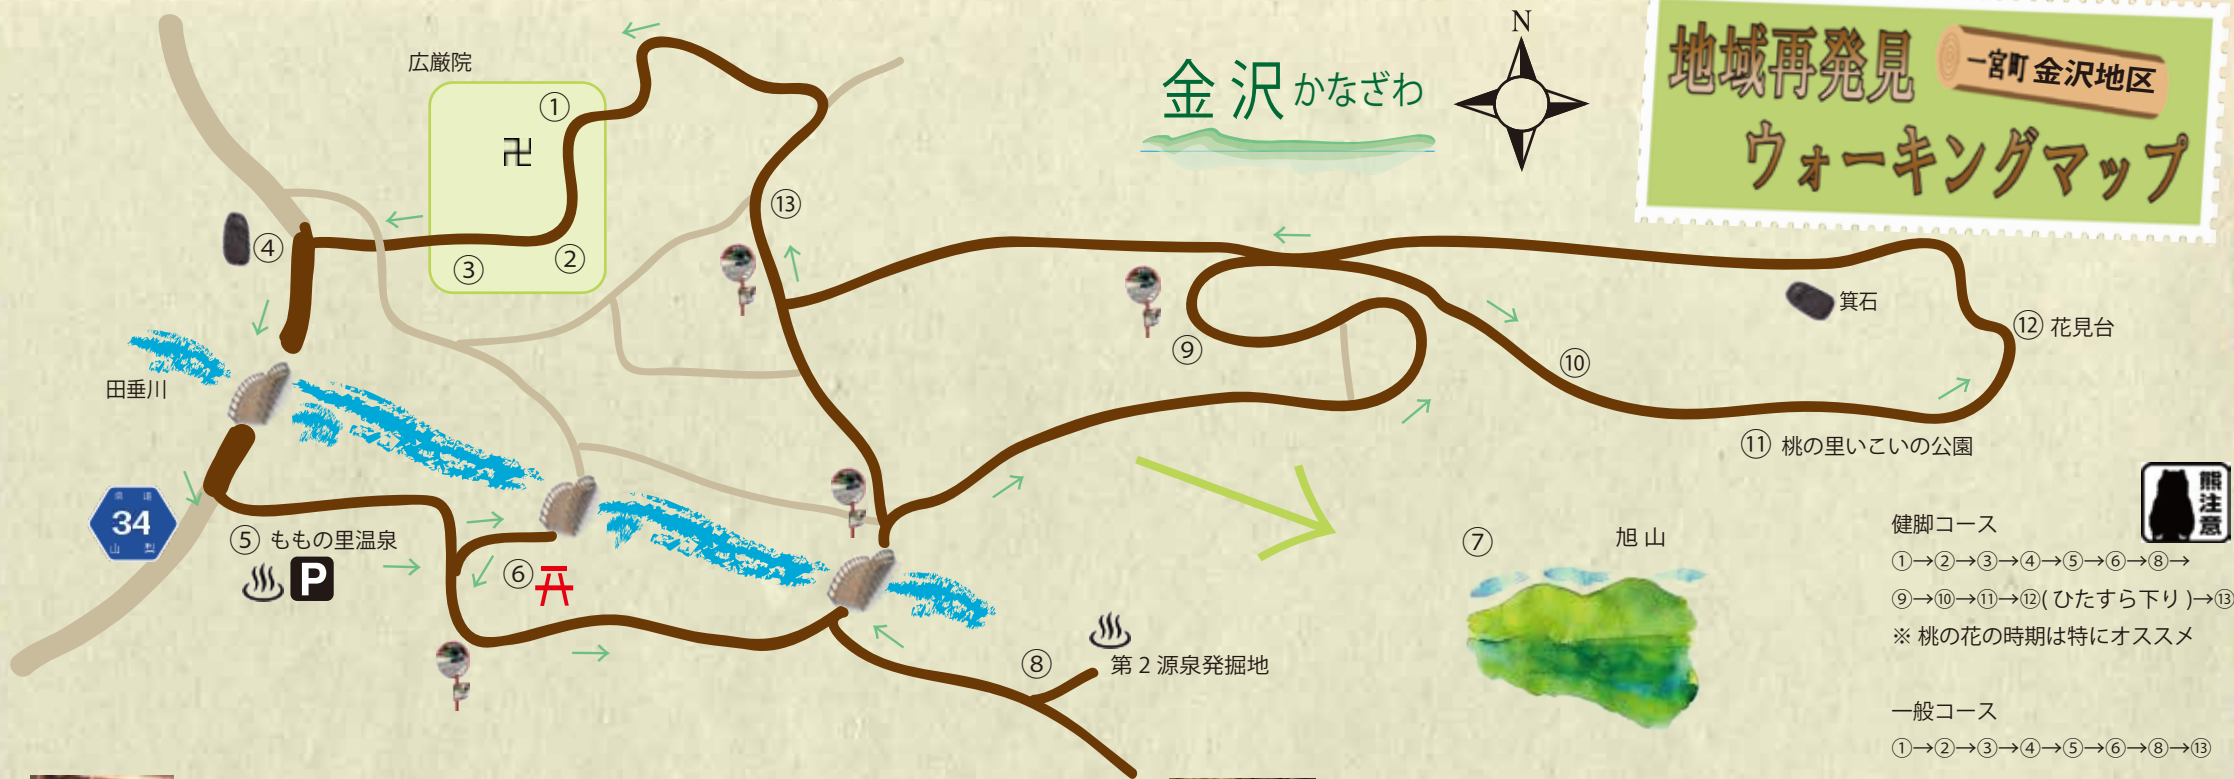 地域再発見
一宮町 金沢地区
ウォーキングマップ
金沢 かなざわ
N
広厳院
①
卍
②
③
④
⑬
田垂川
県道
34
山梨
⑤ ももの里温泉
P
⑥
⑧
第2源泉発掘地
⑨
⑩
箕石
⑫ 花見台
⑪ 桃の里いこいの公園
⑦
旭山
熊注意
健脚コース
①→②→③→④→⑤→⑥→⑧→
⑨→⑩→⑪→⑫(ひたすら下り)→⑬
※ 桃の花の時期は特にオススメ
一般コース
①→②→③→④→⑤→⑥→⑧→⑬